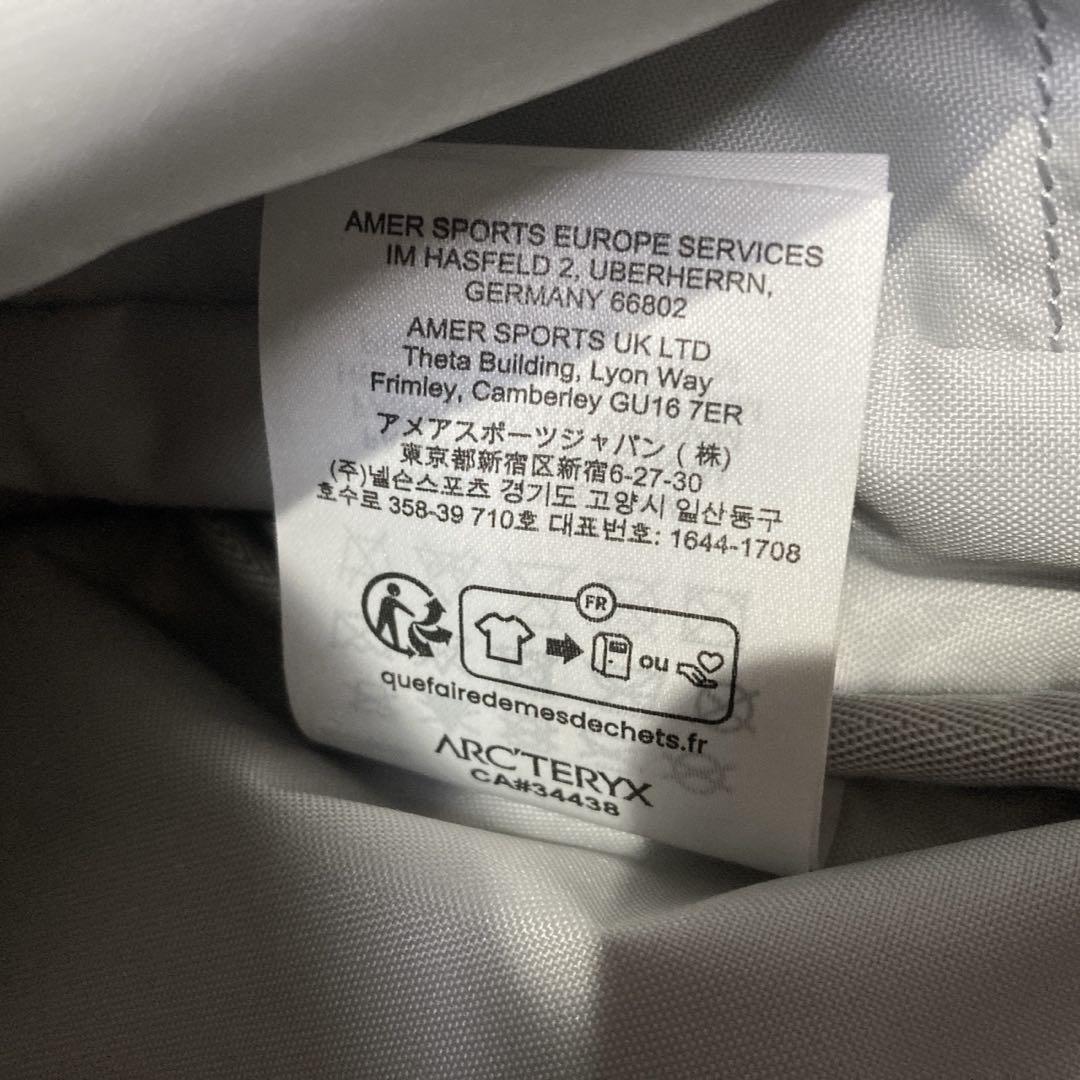 AMER SPORTS EUROPE SERVICES
IM HASFELD 2, UBERHERRN,
GERMANY 66802
AMER SPORTS UK LTD
Theta Building, Lyon Way
Frimley, Camberley GU16 7ER
アメアスポーツジャパン (株)
東京都新宿区新宿6-27-30
(주)넬슨스포츠 경기도 고양시 일산동구
호수로 358-39 710호 대표번호: 1644-1708
FR
ou
quefairedemesdechets.fr
ARC'TERYX
CA#34438